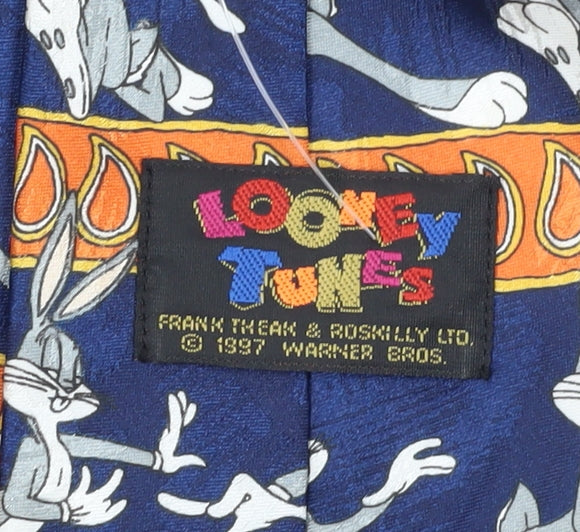 LOONEY
TUNES
FRANK THEAK & ROSKILLY LTD.
© 1997 WARNER BROS.